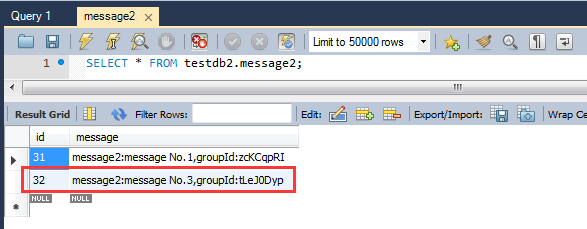 Query 1 message2 ×
Limit to 50000 rows
1 SELECT * FROM testdb2.message2;
Result Grid Filter Rows: Edit: Export/Import: Wrap Ce
id message
31 message2:message No.1,groupId:zcKCqpRI
32 message2:message No.3,groupId:tLeJ0Dyp
NULL NULL